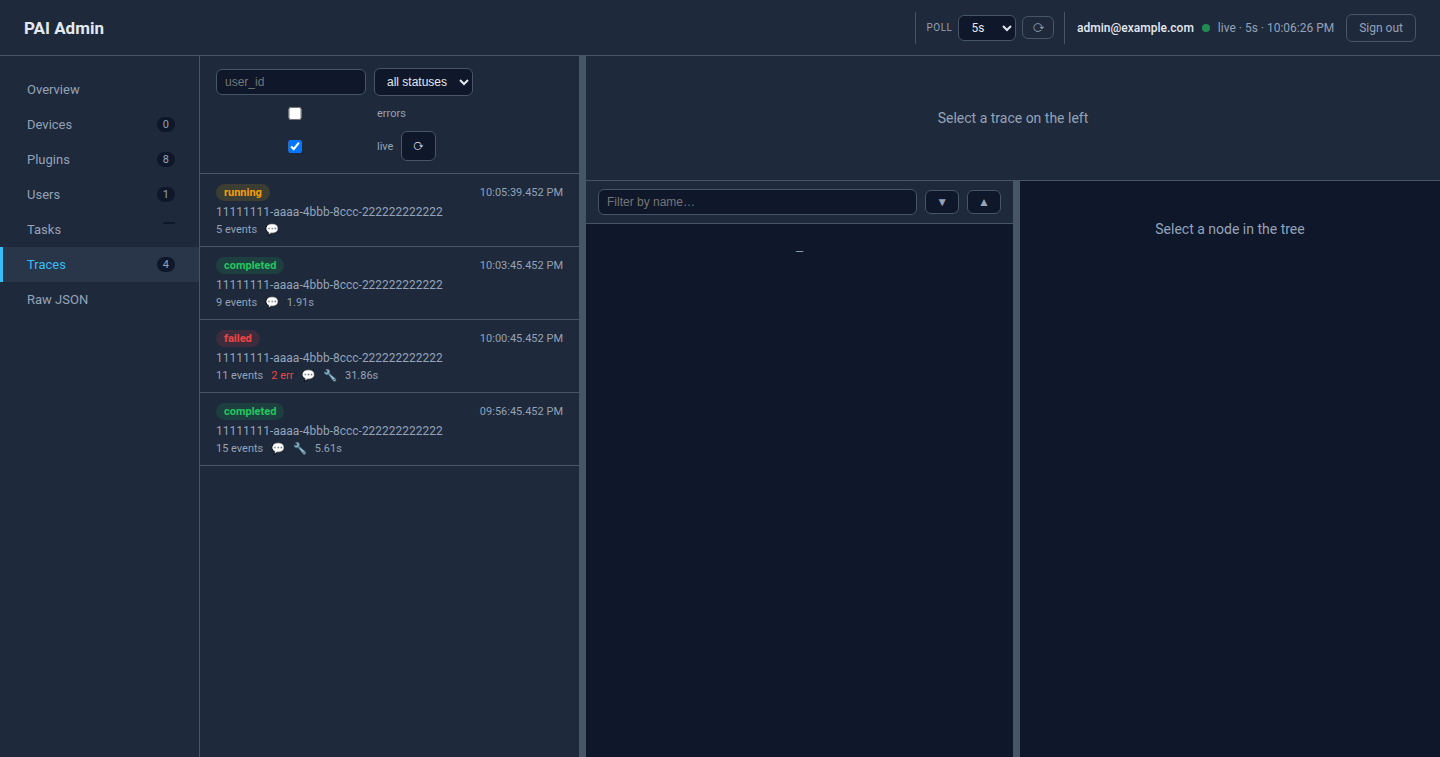 PAI Admin
POLL 5s ⟳ admin@example.com live · 5s · 10:06:26 PM Sign out
Overview
Devices 0
Plugins 8
Users 1
Tasks
Traces 4
Raw JSON
user_id all statuses
errors
live ⟳
running 10:05:39.452 PM
11111111-aaaa-4bbb-8ccc-222222222222
5 events 💬
completed 10:03:45.452 PM
11111111-aaaa-4bbb-8ccc-222222222222
9 events 💬 1.91s
failed 10:00:45.452 PM
11111111-aaaa-4bbb-8ccc-222222222222
11 events 2 err 💬 🔧 31.86s
completed 09:56:45.452 PM
11111111-aaaa-4bbb-8ccc-222222222222
15 events 💬 🔧 5.61s
Select a trace on the left
Filter by name… ▼ ▲
—
Select a node in the tree